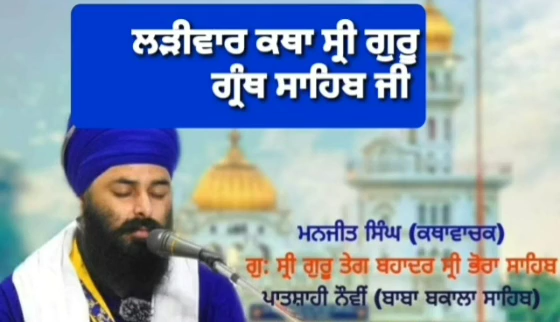 ਲੜੀਵਾਰ ਕਥਾ ਸ੍ਰੀ ਗੁਰੂ
ਗ੍ਰੰਥ ਸਾਹਿਬ ਜੀ
ਮਨਜੀਤ ਸਿੰਘ (ਕਥਾਵਾਚਕ)
ਗੁ: ਸ੍ਰੀ ਗੁਰੂ ਤੇਗ ਬਹਾਦਰ ਸ੍ਰੀ ਭੋਰਾ ਸਾਹਿਬ
ਪਾਤਸ਼ਾਹੀ ਨੌਵੀਂ (ਬਾਬਾ ਬਕਾਲਾ ਸਾਹਿਬ)